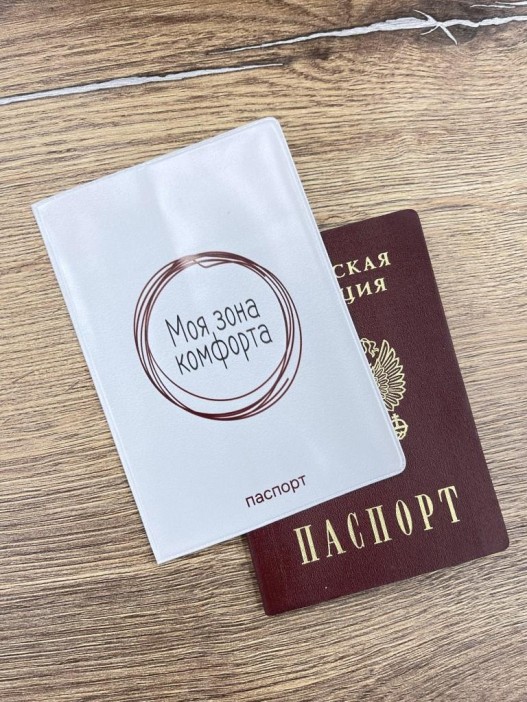 Моя зона
комфорта
паспорт
СКАЯ
ЦИЯ
ПАСПОРТ